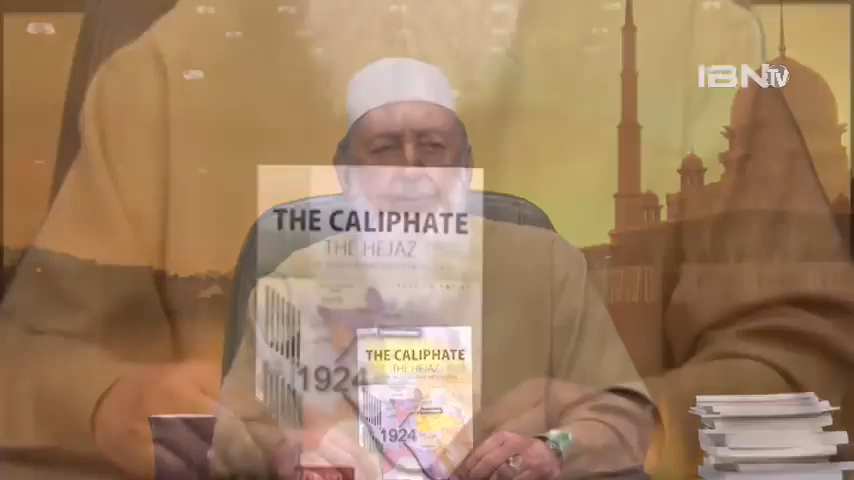 IBN TV
THE CALIPHATE
THE HEJAZ
1924
THE CALIPHATE
THE HEJAZ
1924